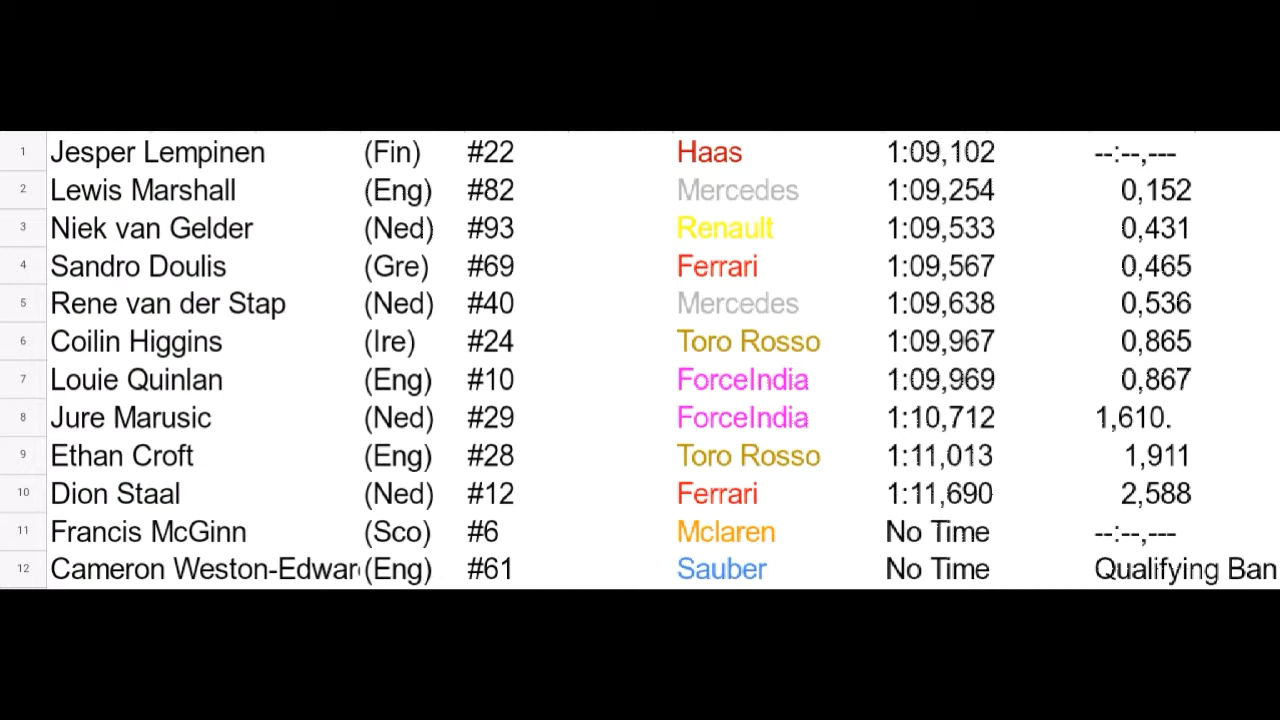 1 Jesper Lempinen (Fin) #22 Haas 1:09,102 --:--,---
2 Lewis Marshall (Eng) #82 Mercedes 1:09,254 0,152
3 Niek van Gelder (Ned) #93 Renault 1:09,533 0,431
4 Sandro Doulis (Gre) #69 Ferrari 1:09,567 0,465
5 Rene van der Stap (Ned) #40 Mercedes 1:09,638 0,536
6 Coilin Higgins (Ire) #24 Toro Rosso 1:09,967 0,865
7 Louie Quinlan (Eng) #10 ForceIndia 1:09,969 0,867
8 Jure Marusic (Ned) #29 ForceIndia 1:10,712 1,610.
9 Ethan Croft (Eng) #28 Toro Rosso 1:11,013 1,911
10 Dion Staal (Ned) #12 Ferrari 1:11,690 2,588
11 Francis McGinn (Sco) #6 Mclaren No Time --:--,---
12 Cameron Weston-Edwar (Eng) #61 Sauber No Time Qualifying Ban